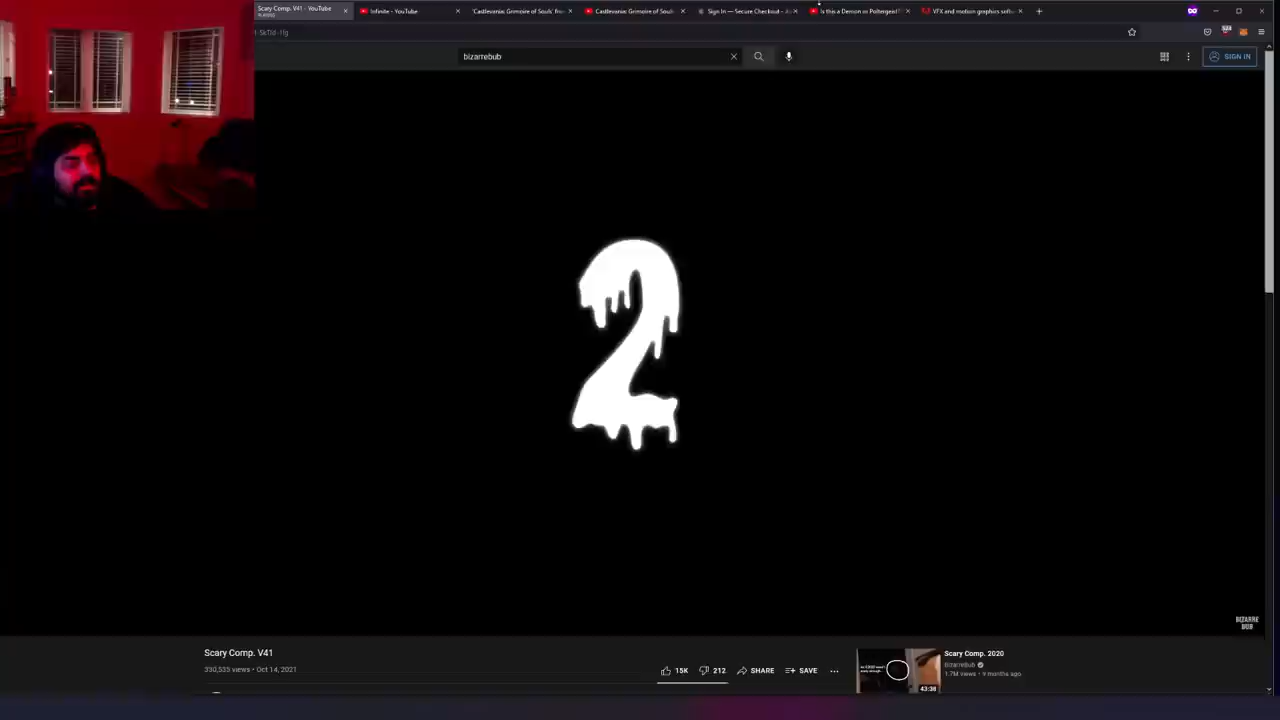 Scary Comp. V41 - YouTube
PLAYING
Infinite - YouTube
'Castlevania: Grimoire of Souls'
Castlevania: Grimoire of Souls
Sign In — Secure Checkout
Is this a Demon or Poltergeist
VFX and motion graphics soft
bizarrebub
SIGN IN
2
BIZARRE
BUB
Scary Comp. V41
330,535 views • Oct 14, 2021
15K
212
SHARE
SAVE
Scary Comp. 2020
BizarreBub
1.7M views • 9 months ago
43:38